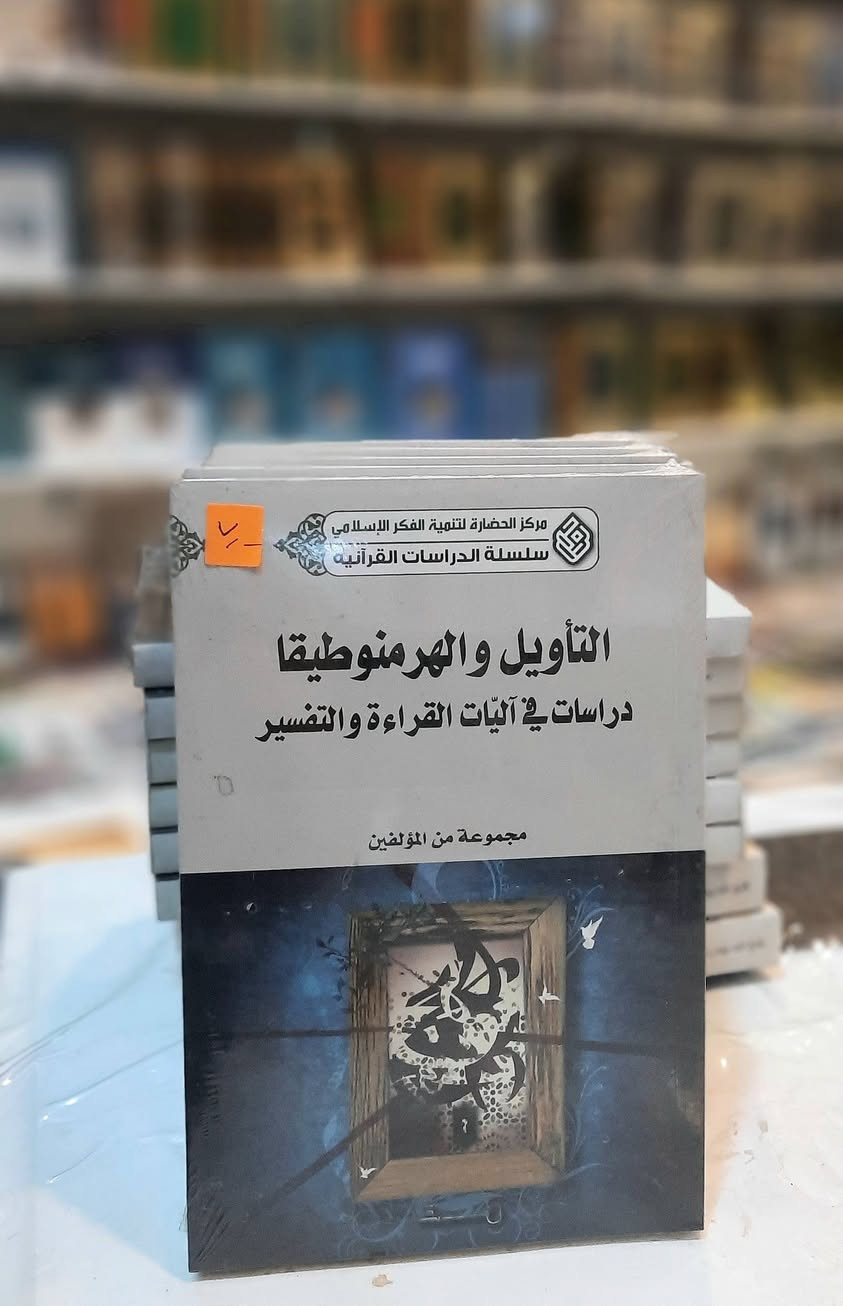 مركز الحضارة لتنمية الفكر الإسلامي
سلسلة الدراسات القرآنية
٧/-
التأويل والهرمنوطيقا
دراسات في آليّات القراءة والتفسير
مجموعة من المؤلفين